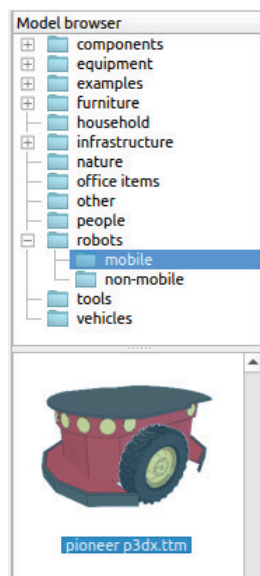 Model browser
components
equipment
examples
furniture
household
infrastructure
nature
office items
other
people
robots
mobile
non-mobile
tools
vehicles
pioneer p3dx.ttm